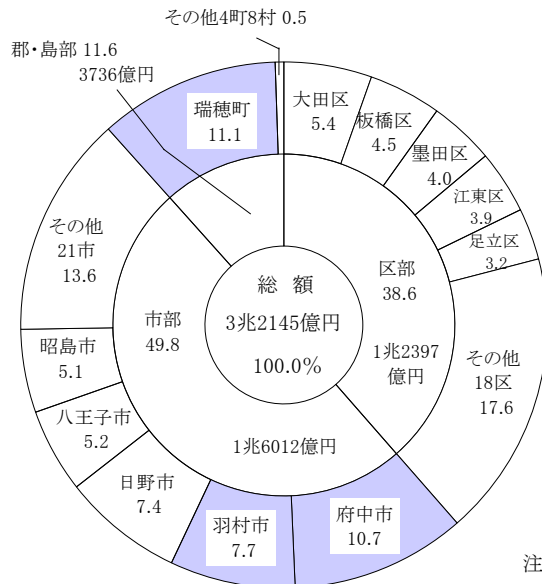 その他4町8村 0.5
郡・島部 11.6
3736億円
瑞穂町
11.1
大田区
5.4
板橋区
4.5
墨田区
4.0
江東区
3.9
足立区
3.2
その他
18区
17.6
区部
38.6
1兆2397
億円
総 額
3兆2145億円
100.0%
市部
49.8
1兆6012億円
その他
21市
13.6
昭島市
5.1
八王子市
5.2
日野市
7.4
羽村市
7.7
府中市
10.7
注